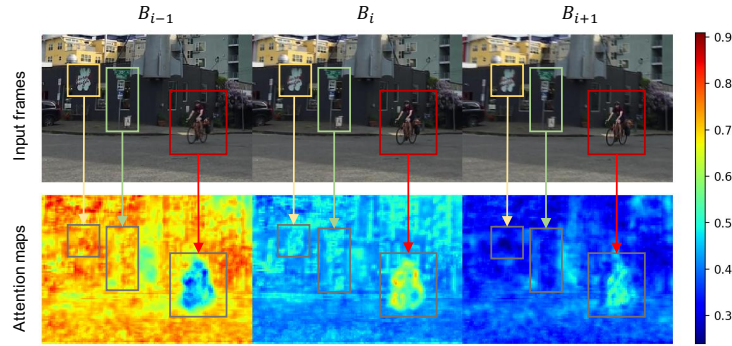 B_{i−1} B_i B_{i+1}
Input frames
Attention maps
0.9
0.8
0.7
0.6
0.5
0.4
0.3